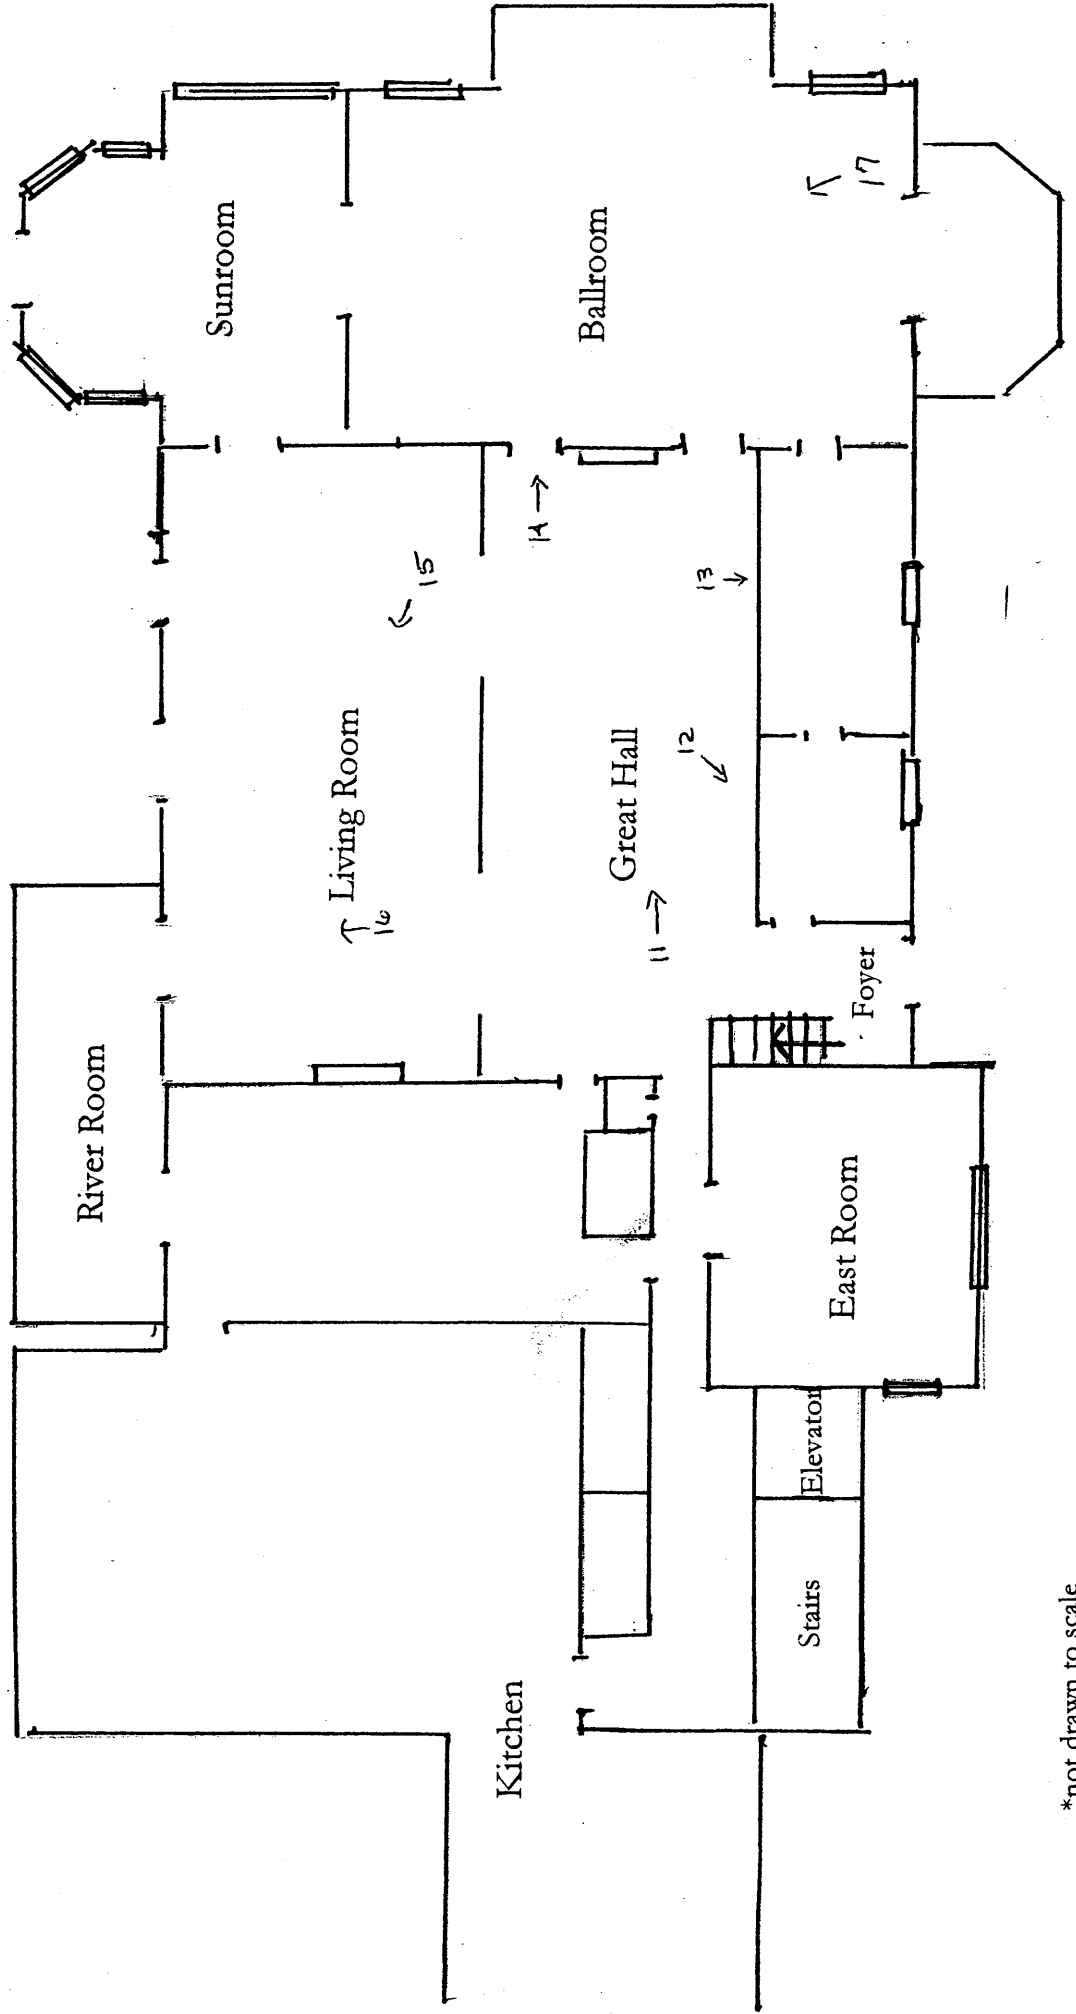 Sunroom
Ballroom
17
14
15
13
12
Living Room
16
Great Hall
11
Foyer
River Room
East Room
Elevator
Stairs
Kitchen
*not drawn to scale